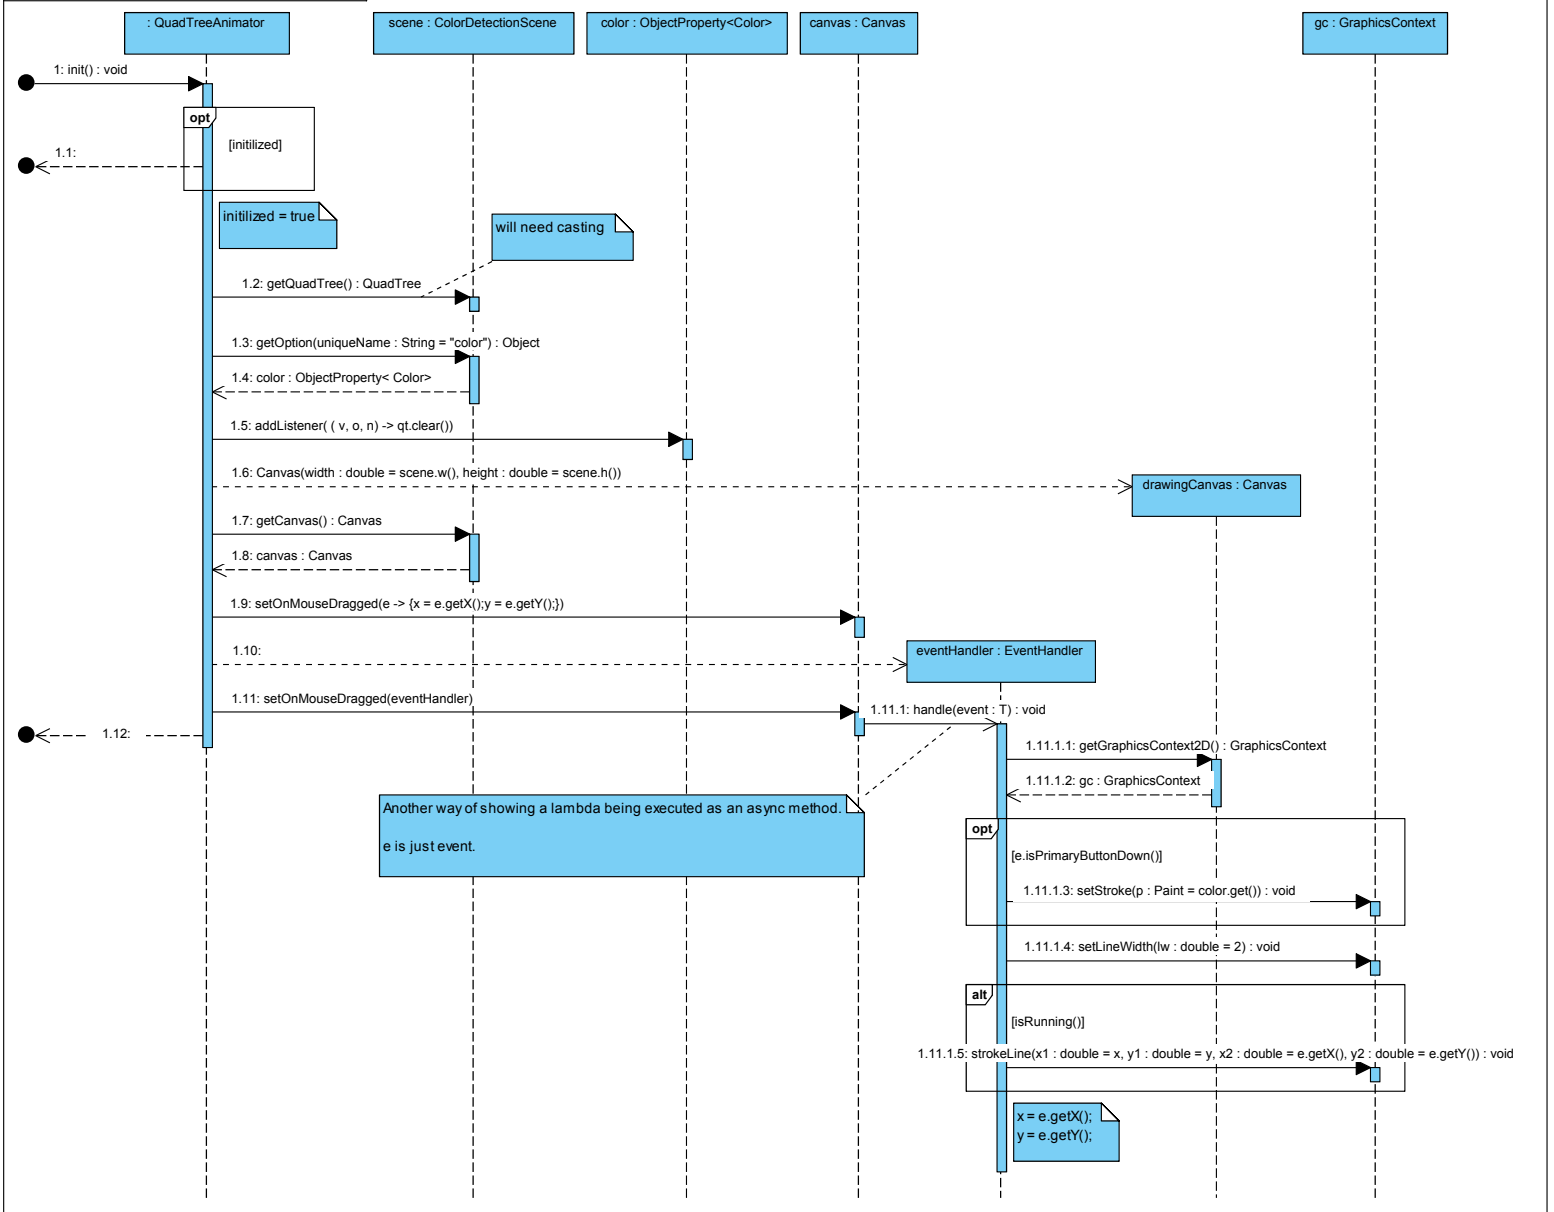 : QuadTreeAnimator
scene : ColorDetectionScene
color : ObjectProperty<Color>
canvas : Canvas
gc : GraphicsContext
1: init() : void
opt
[initilized]
1.1:
initilized = true
will need casting
1.2: getQuadTree() : QuadTree
1.3: getOption(uniqueName : String = "color") : Object
1.4: color : ObjectProperty< Color>
1.5: addListener( ( v, o, n) -> qt.clear())
1.6: Canvas(width : double = scene.w(), height : double = scene.h())
drawingCanvas : Canvas
1.7: getCanvas() : Canvas
1.8: canvas : Canvas
1.9: setOnMouseDragged(e -> {x = e.getX();y = e.getY();})
1.10:
eventHandler : EventHandler
1.11: setOnMouseDragged(eventHandler)
1.11.1: handle(event : T) : void
1.12:
1.11.1.1: getGraphicsContext2D() : GraphicsContext
1.11.1.2: gc : GraphicsContext
Another way of showing a lambda being executed as an async method.
e is just event.
opt
[e.isPrimaryButtonDown()]
1.11.1.3: setStroke(p : Paint = color.get()) : void
1.11.1.4: setLineWidth(lw : double = 2) : void
alt
[isRunning()]
1.11.1.5: strokeLine(x1 : double = x, y1 : double = y, x2 : double = e.getX(), y2 : double = e.getY()) : void
x = e.getX();
y = e.getY();